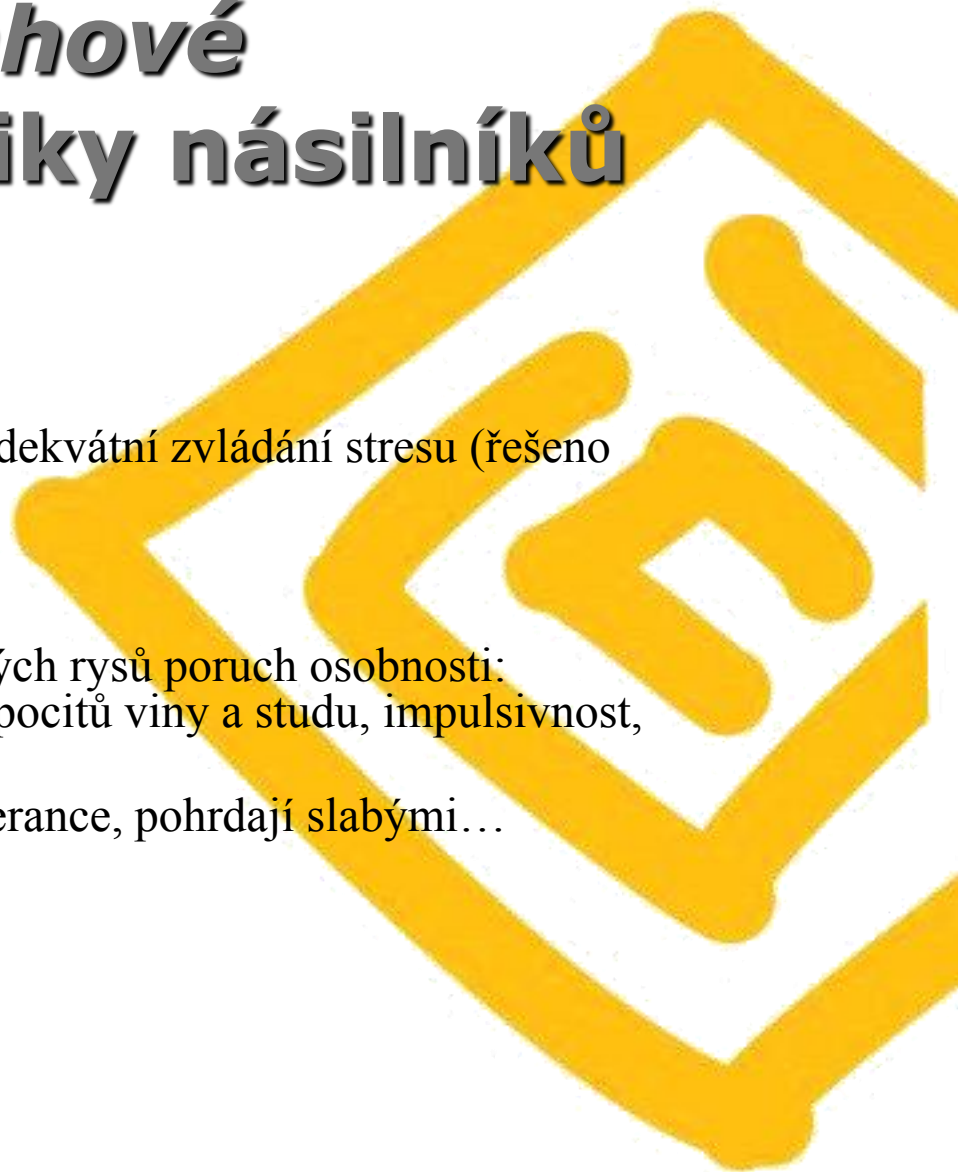 hové
iky násilníků
dekvátní zvládání stresu (řešeno
ých rysů poruch osobnosti:
pocitů viny a studu, impulsivnost,
erance, pohrdají slabými…